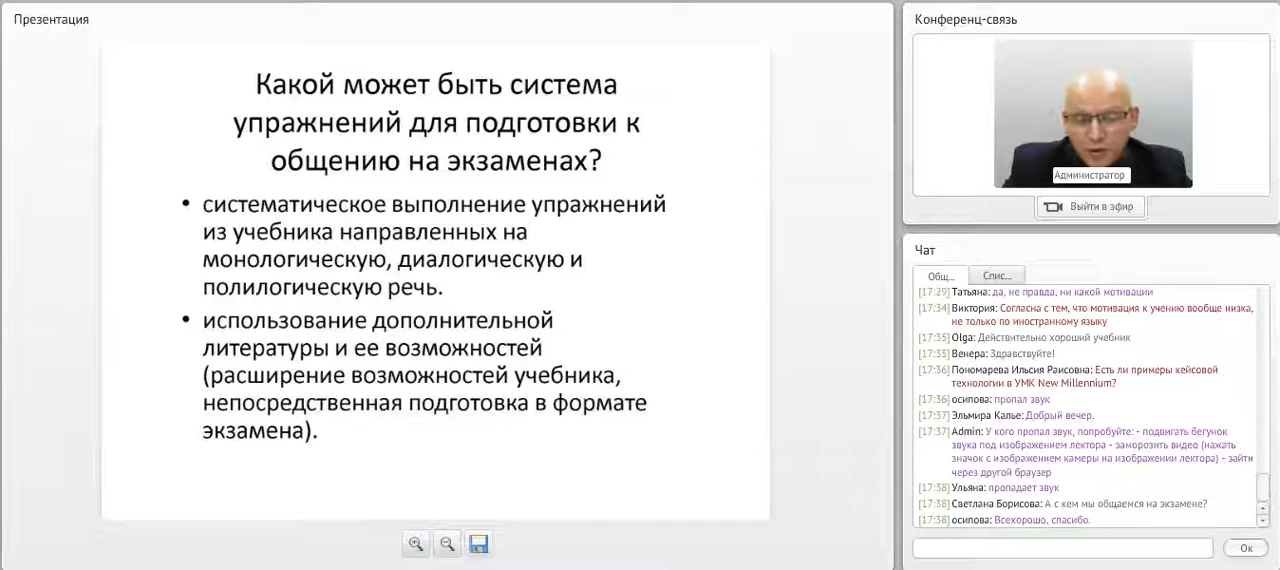 Презентация
Какой может быть система
упражнений для подготовки к
общению на экзаменах?
• систематическое выполнение упражнений
из учебника направленных на
монологическую, диалогическую и
полилогическую речь.
• использование дополнительной
литературы и ее возможностей
(расширение возможностей учебника,
непосредственная подготовка в формате
экзамена).
Конференц-связь
Администратор
Выйти в эфир
Чат
Общ...
Спис...
[17:29] Татьяна: да, не правда, ни какой мотивации
[17:34] Виктория: Согласна с тем, что мотивация к учению вообще низка,
не только по иностранному языку
[17:35] Olga: Действительно хороший учебник
[17:35] Венера: Здравствуйте!
[17:36] Пономарева Ильсия Раисовна: Есть ли примеры кейсовой
технологии в УМК New Millennium?
[17:36] осипова: пропал звук
[17:37] Эльмира Калье: Добрый вечер.
[17:37] Admin: У кого пропал звук, попробуйте: - подвигать бегунок
звука под изображением лектора - заморозить видео (нажать
значок с изображением камеры на изображении лектора) - зайти
через другой браузер
[17:38] Ульяна: пропадает звук
[17:38] Светлана Борисова: А с кем мы общаемся на экзамене?
[17:38] осипова: Всехорошо, спасибо.
Ок